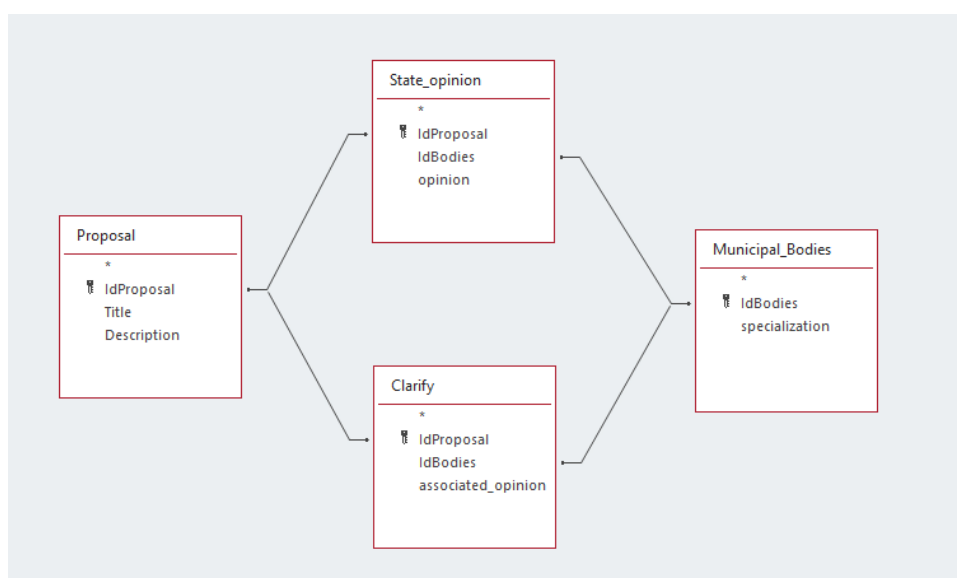 State_opinion
*
IdProposal
IdBodies
opinion
Proposal
*
IdProposal
Title
Description
Municipal_Bodies
*
IdBodies
specialization
Clarify
*
IdProposal
IdBodies
associated_opinion